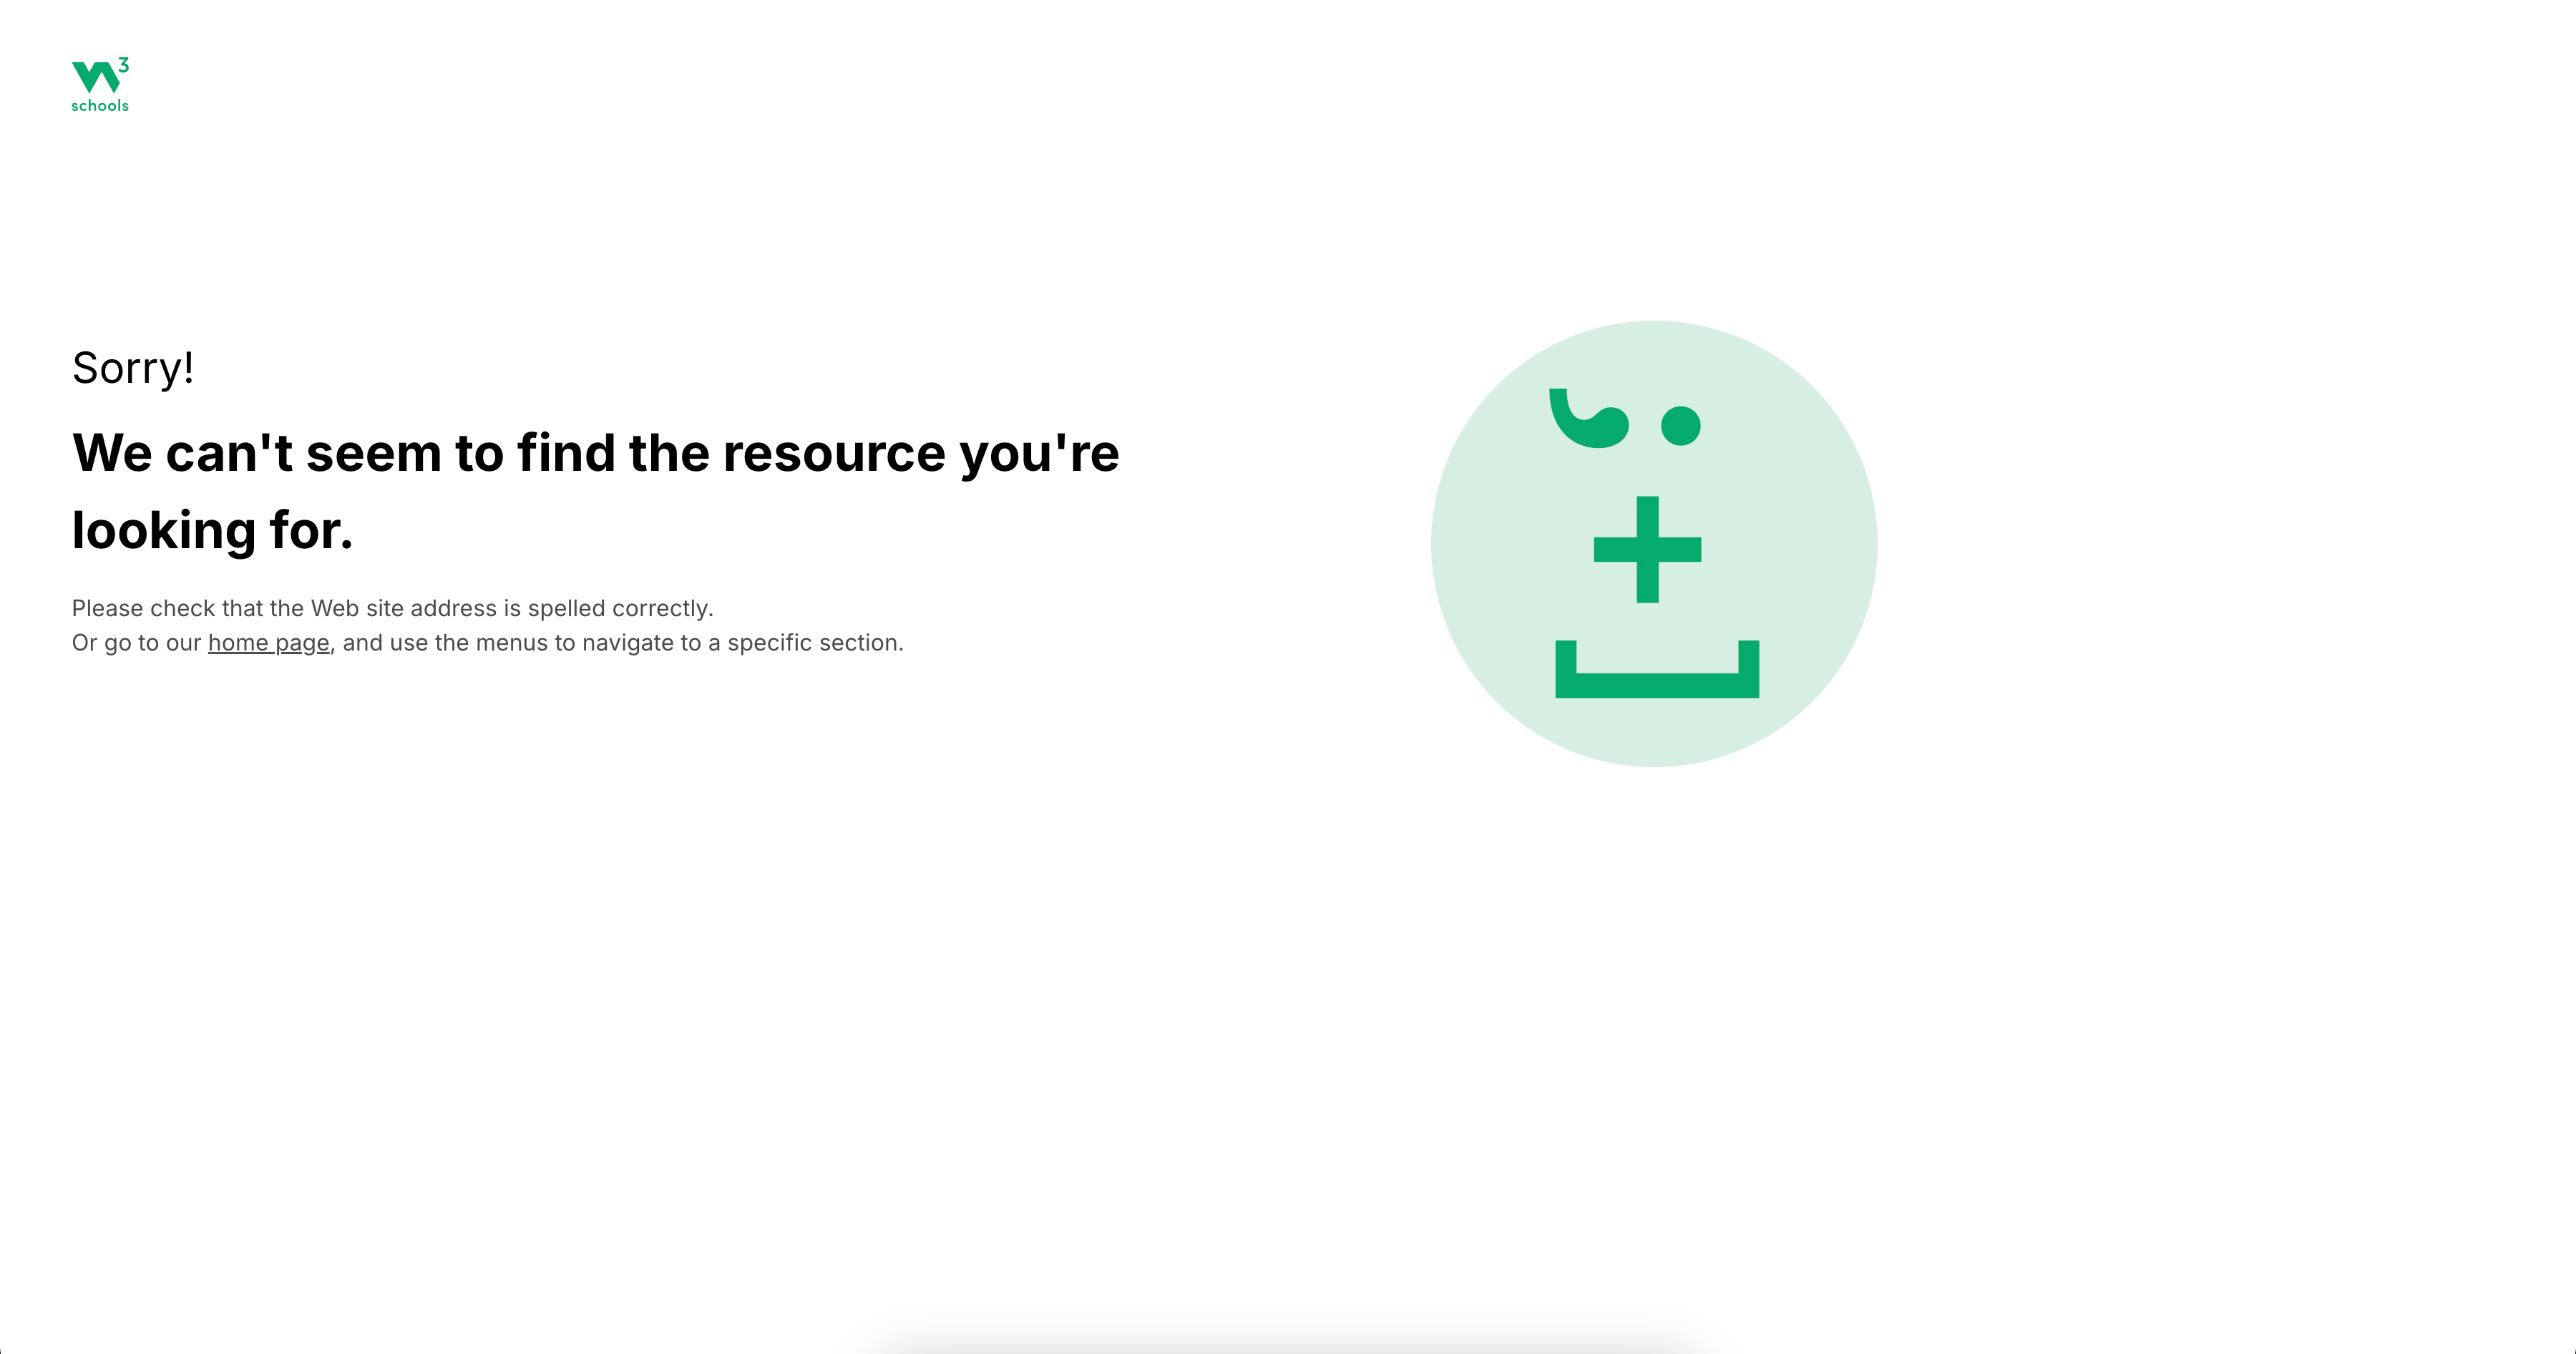 W3
schools
Sorry!
We can't seem to find the resource you're
looking for.
Please check that the Web site address is spelled correctly.
Or go to our home page, and use the menus to navigate to a specific section.